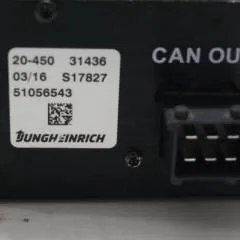 20-450 31436
03/16 S17827
51056543
JUNGHEINRICH
CAN OU